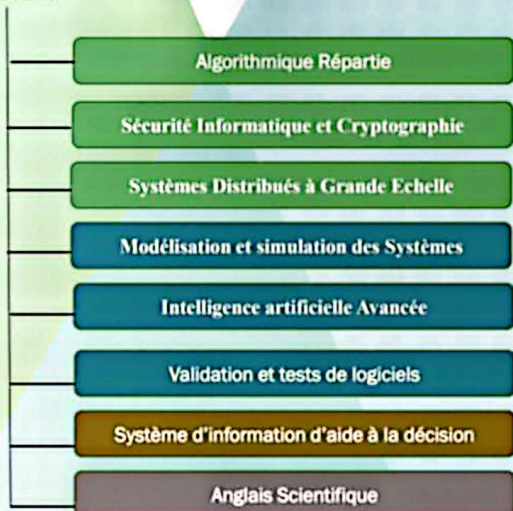 Algorithmique Répartie
Sécurité Informatique et Cryptographie
Systèmes Distribués à Grande Echelle
Modélisation et simulation des Systèmes
Intelligence artificielle Avancée
Validation et tests de logiciels
Système d'information d'aide à la décision
Anglais Scientifique